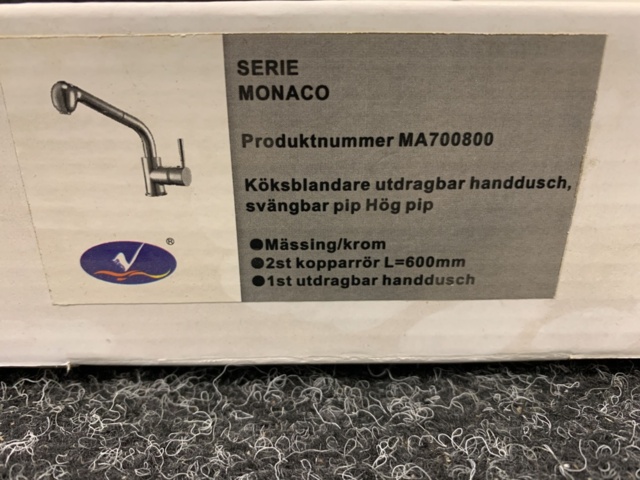 SERIE
MONACO
Produktnummer MA700800
Köksblandare utdragbar handdusch,
svängbar pip Hög pip
●Mässing/krom
●2st kopparrör L=600mm
●1st utdragbar handdusch
®